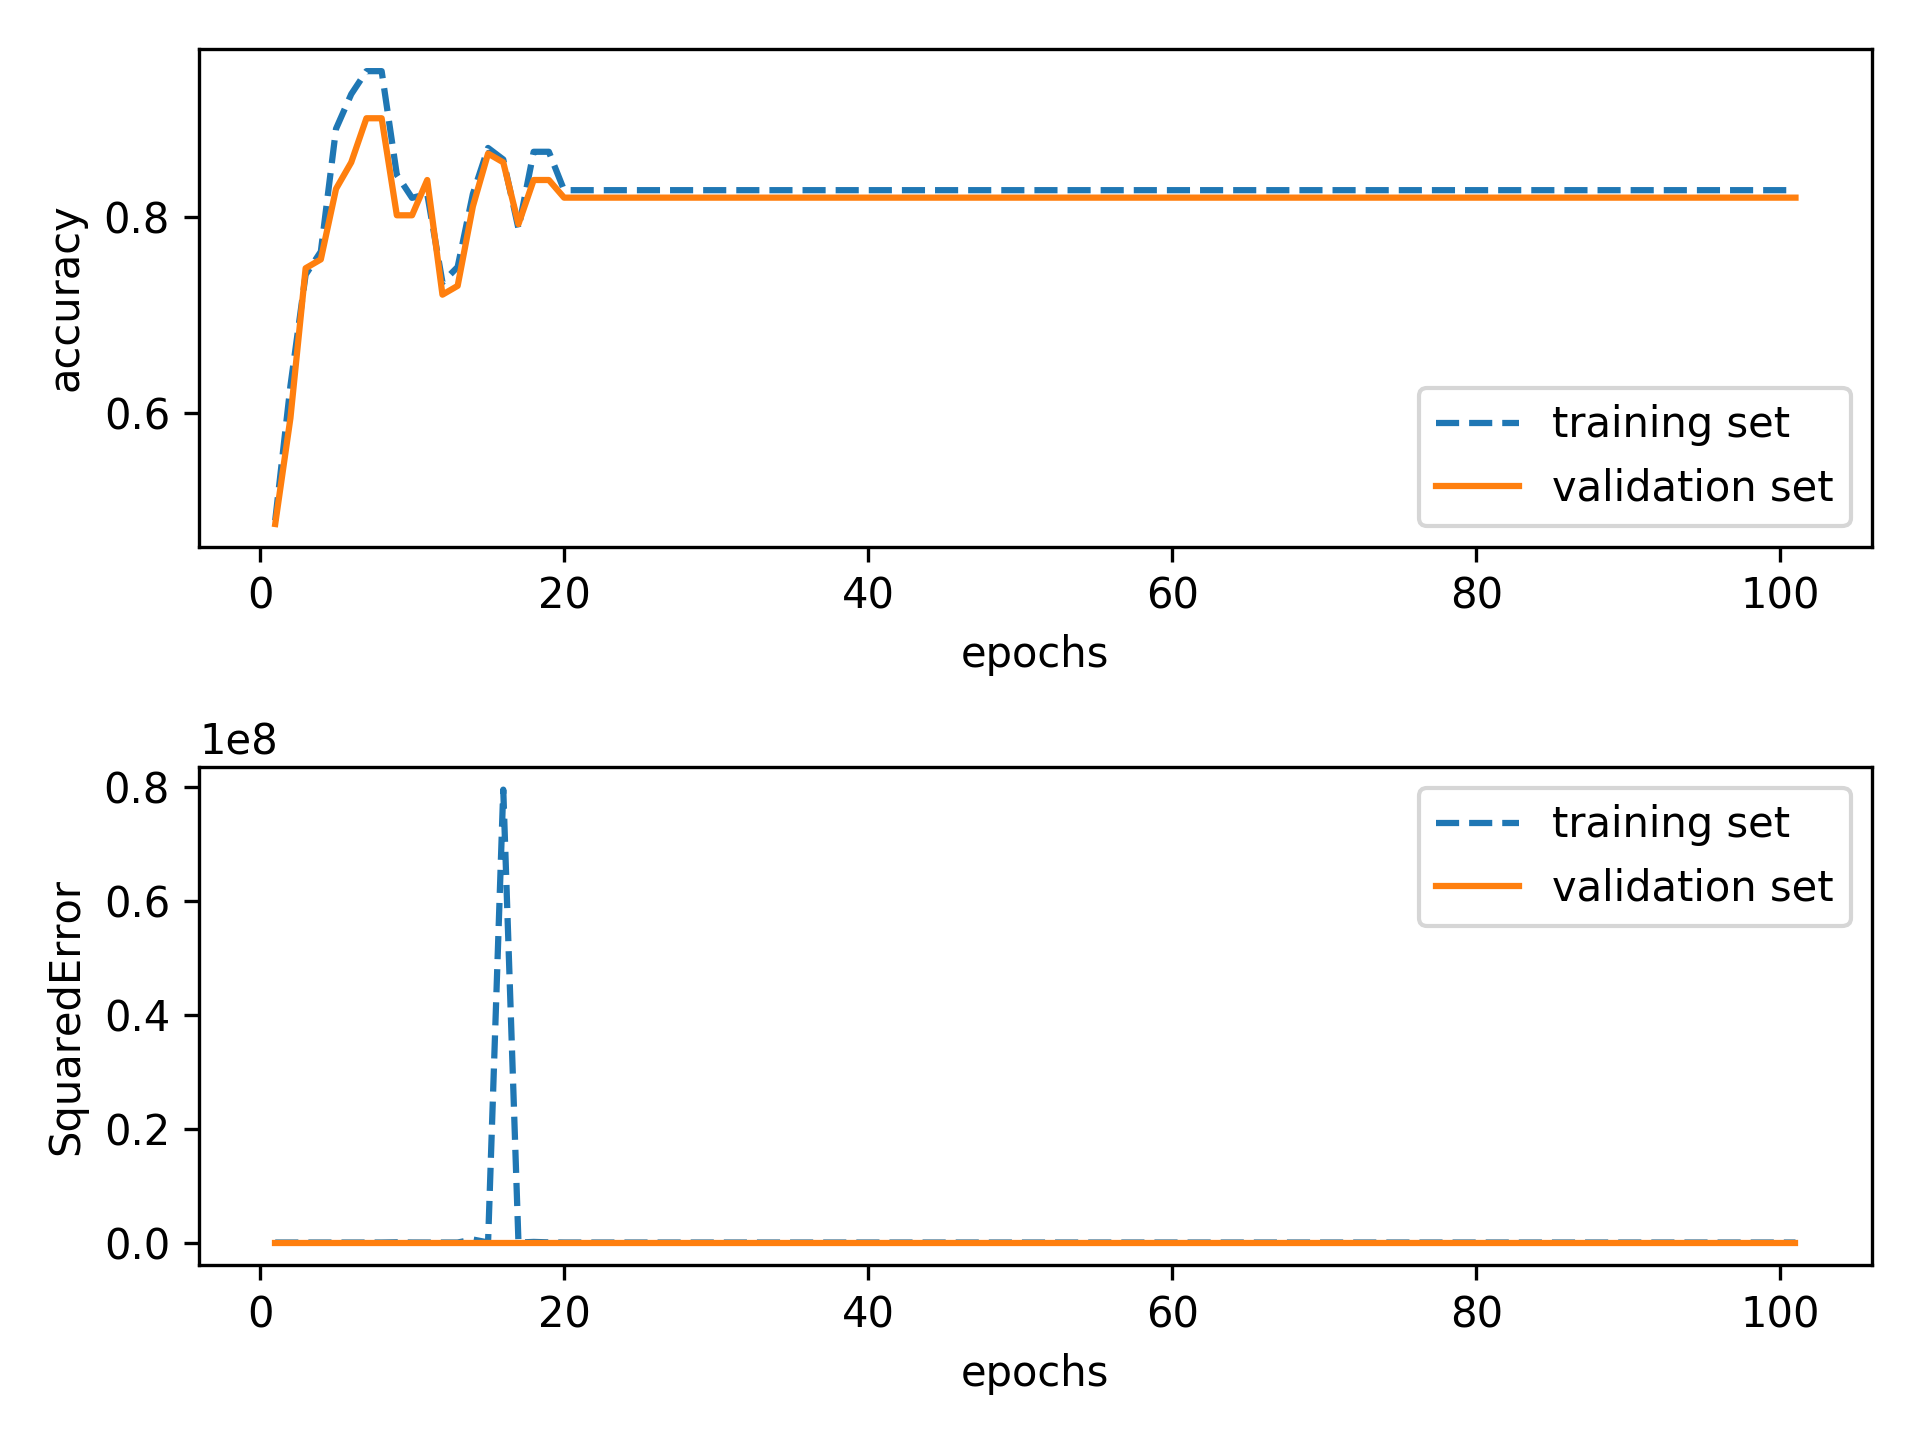 accuracy
0.8
0.6
training set
validation set
0 20 40 60 80 100
epochs
1e8
SquaredError
0.8
0.6
0.4
0.2
0.0
training set
validation set
0 20 40 60 80 100
epochs